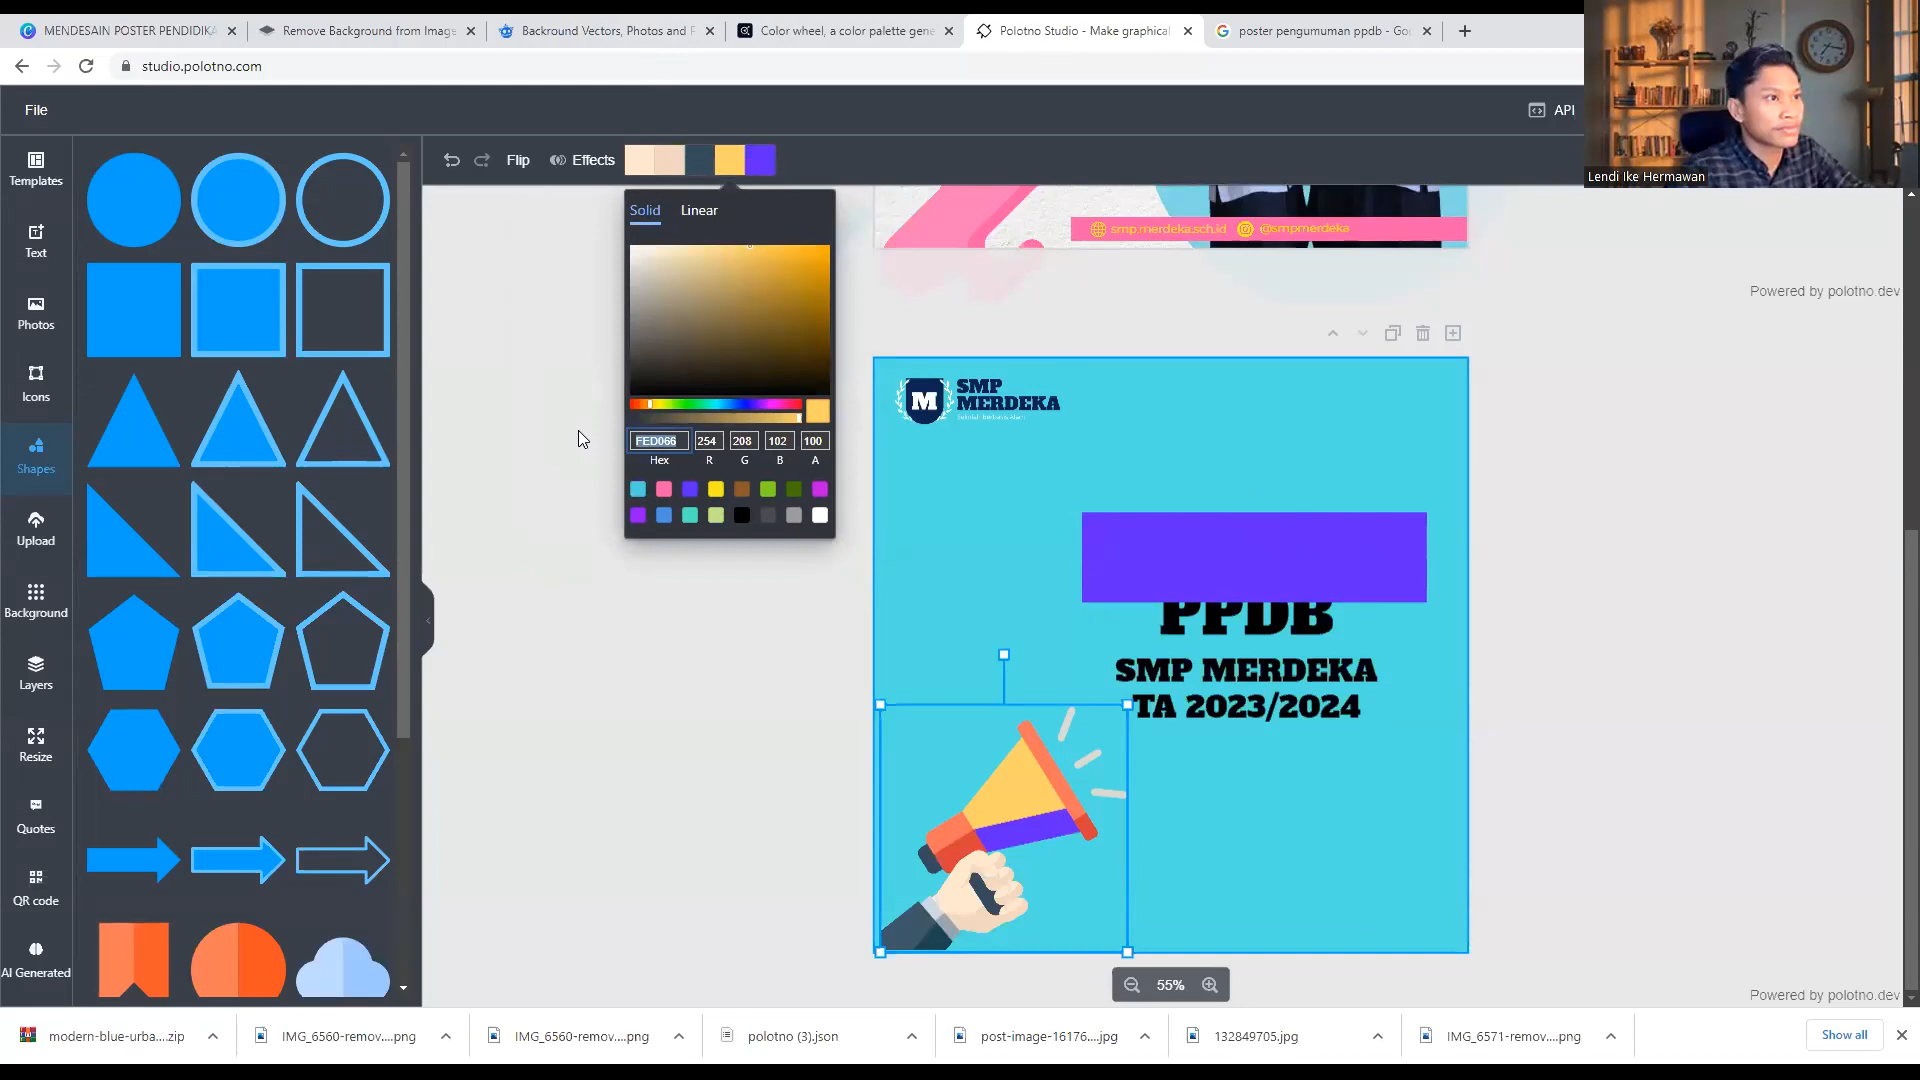 MENDESAIN POSTER PENDIDIKA
Remove Background from Image
Backround Vectors, Photos and F
Color wheel, a color palette gene
Polotno Studio - Make graphical
poster pengumuman ppdb - Goo
studio.polotno.com
File
API
Lendi Ike Hermawan
Templates
Text
Photos
Icons
Shapes
Upload
Background
Layers
Resize
Quotes
QR code
AI Generated
Flip
Effects
Solid
Linear
FED066
254
208
102
100
Hex
R
G
B
A
smp.merdeka.sch.id
@smpmerdeka
Powered by polotno.dev
M
SMP
MERDEKA
Sekolah Berbasis Alam
PPDB
SMP MERDEKA
TA 2023/2024
55%
Powered by polotno.dev
modern-blue-urba....zip
IMG_6560-remov....png
IMG_6560-remov....png
polotno (3).json
post-image-16176....jpg
132849705.jpg
IMG_6571-remov....png
Show all